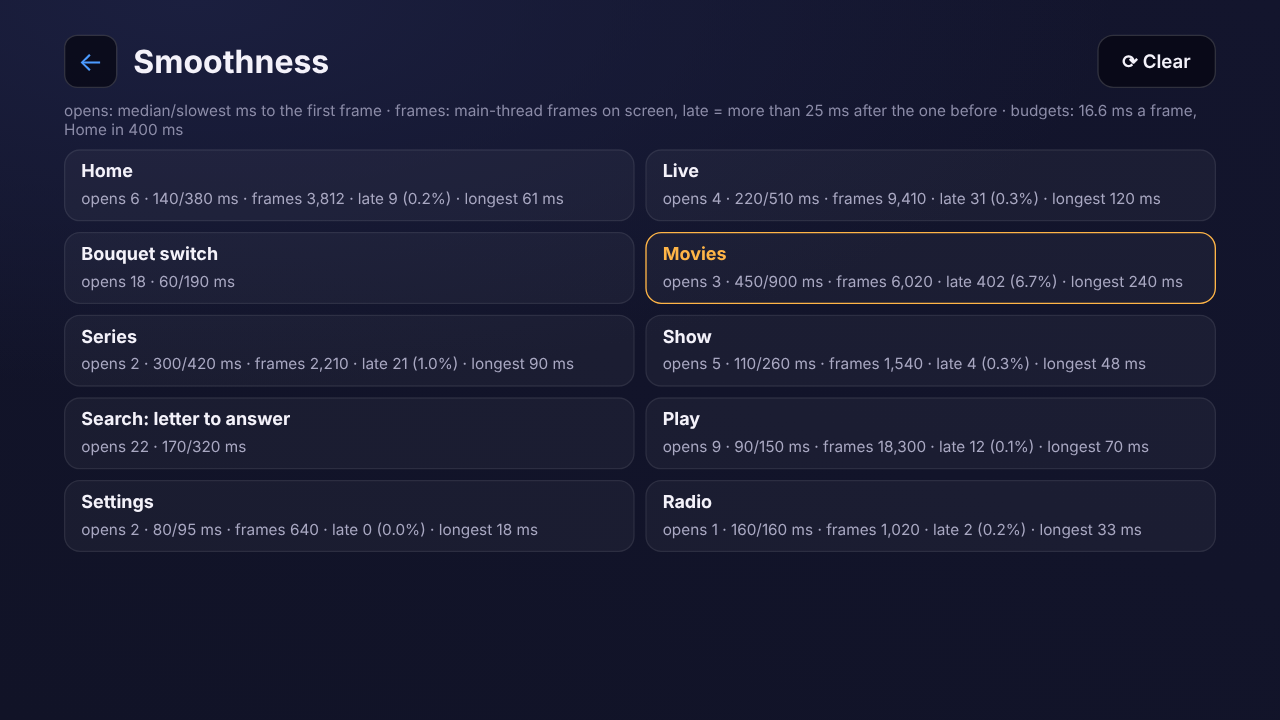 Smoothness
⟳ Clear
opens: median/slowest ms to the first frame · frames: main-thread frames on screen, late = more than 25 ms after the one before · budgets: 16.6 ms a frame,
Home in 400 ms
Home
opens 6 · 140/380 ms · frames 3,812 · late 9 (0.2%) · longest 61 ms
Live
opens 4 · 220/510 ms · frames 9,410 · late 31 (0.3%) · longest 120 ms
Bouquet switch
opens 18 · 60/190 ms
Movies
opens 3 · 450/900 ms · frames 6,020 · late 402 (6.7%) · longest 240 ms
Series
opens 2 · 300/420 ms · frames 2,210 · late 21 (1.0%) · longest 90 ms
Show
opens 5 · 110/260 ms · frames 1,540 · late 4 (0.3%) · longest 48 ms
Search: letter to answer
opens 22 · 170/320 ms
Play
opens 9 · 90/150 ms · frames 18,300 · late 12 (0.1%) · longest 70 ms
Settings
opens 2 · 80/95 ms · frames 640 · late 0 (0.0%) · longest 18 ms
Radio
opens 1 · 160/160 ms · frames 1,020 · late 2 (0.2%) · longest 33 ms